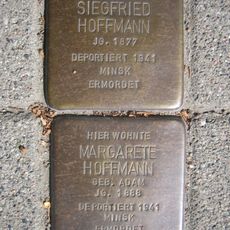 SIEGFRIED
HOFFMANN
JG. 1877
DEPORTIERT 1941
MINSK
ERMORDET
HIER WOHNTE
MARGARETE
HOFFMANN
GEB. ADAM
JG. 1888
DEPORTIERT 1941
MINSK
ERMORDET